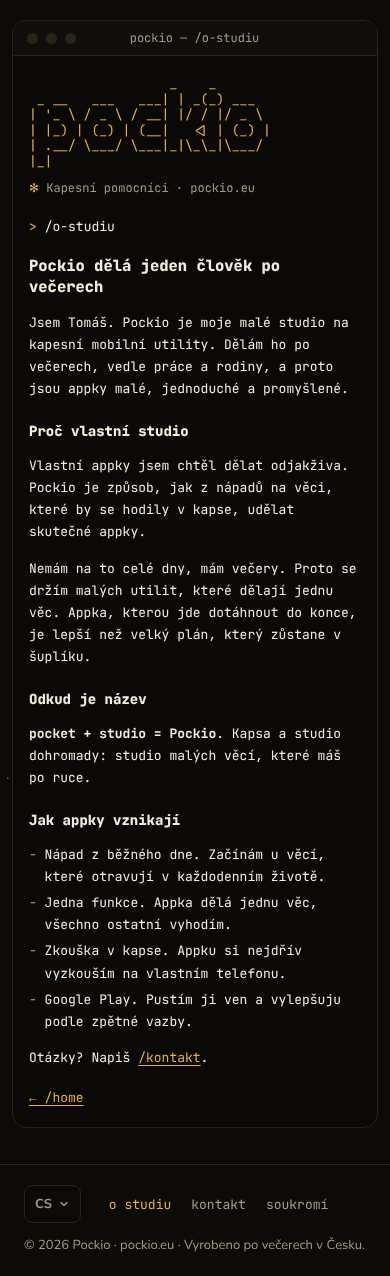 pockio — /o-studiu
pockio
✻ Kapesní pomocníci · pockio.eu
> /o-studiu
Pockio dělá jeden člověk po
večerech
Jsem Tomáš. Pockio je moje malé studio na
kapesní mobilní utility. Dělám ho po
večerech, vedle práce a rodiny, a proto
jsou appky malé, jednoduché a promyšlené.
Proč vlastní studio
Vlastní appky jsem chtěl dělat odjakživa.
Pockio je způsob, jak z nápadů na věci,
které by se hodily v kapse, udělat
skutečné appky.
Nemám na to celé dny, mám večery. Proto se
držím malých utilit, které dělají jednu
věc. Appka, kterou jde dotáhnout do konce,
je lepší než velký plán, který zůstane v
šuplíku.
Odkud je název
pocket + studio = Pockio. Kapsa a studio
dohromady: studio malých věcí, které máš
po ruce.
Jak appky vznikají
- Nápad z běžného dne. Začínám u věcí,
které otravují v každodenním životě.
- Jedna funkce. Appka dělá jednu věc,
všechno ostatní vyhodím.
- Zkouška v kapse. Appku si nejdřív
vyzkouším na vlastním telefonu.
- Google Play. Pustím ji ven a vylepšuju
podle zpětné vazby.
Otázky? Napiš /kontakt.
← /home
CS
o studiu kontakt soukromí
© 2026 Pockio · pockio.eu · Vyrobeno po večerech v Česku.